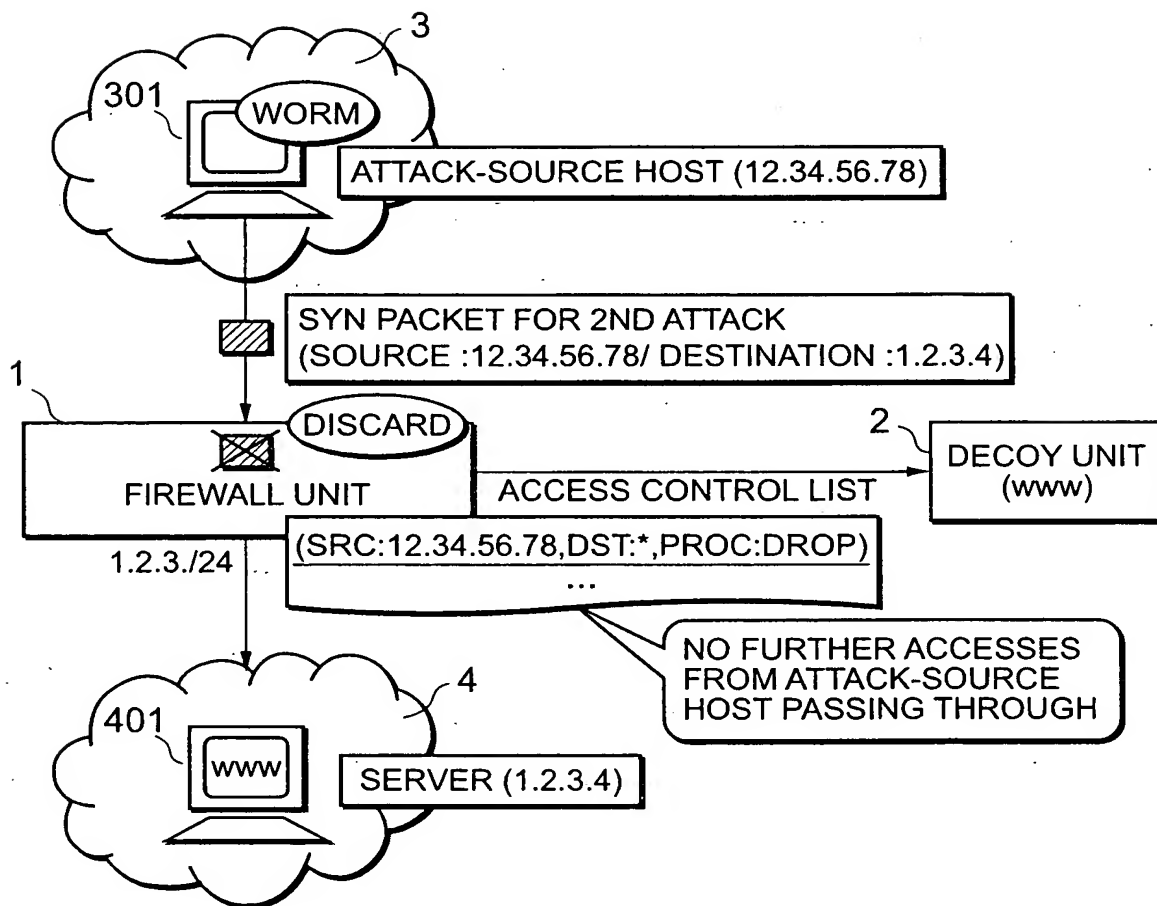 3
301
WORM
ATTACK-SOURCE HOST (12.34.56.78)
SYN PACKET FOR 2ND ATTACK
(SOURCE :12.34.56.78/ DESTINATION :1.2.3.4)
1
DISCARD
FIREWALL UNIT
2
DECOY UNIT
(WWW)
ACCESS CONTROL LIST
(SRC:12.34.56.78,DST:*,PROC:DROP)
...
1.2.3./24
NO FURTHER ACCESSES
FROM ATTACK-SOURCE
HOST PASSING THROUGH
4
401
WWW
SERVER (1.2.3.4)